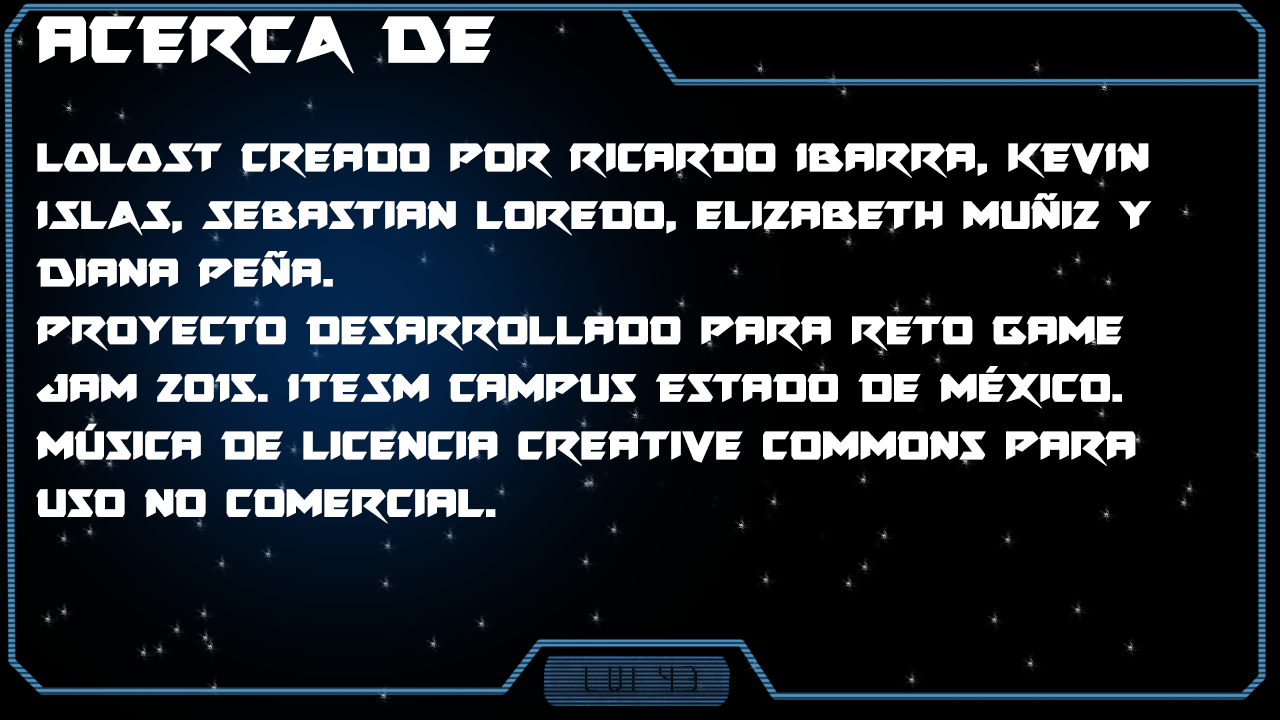 ACERCA DE
LOLOST CREADO POR RICARDO IBARRA, KEVIN
ISLAS, SEBASTIAN LOREDO, ELIZABETH MUÑIZ Y
DIANA PEÑA.
PROYECTO DESARROLLADO PARA RETO GAME
JAM 2015. ITESM CAMPUS ESTADO DE MÉXICO.
MÚSICA DE LICENCIA CREATIVE COMMONS PARA
USO NO COMERCIAL.